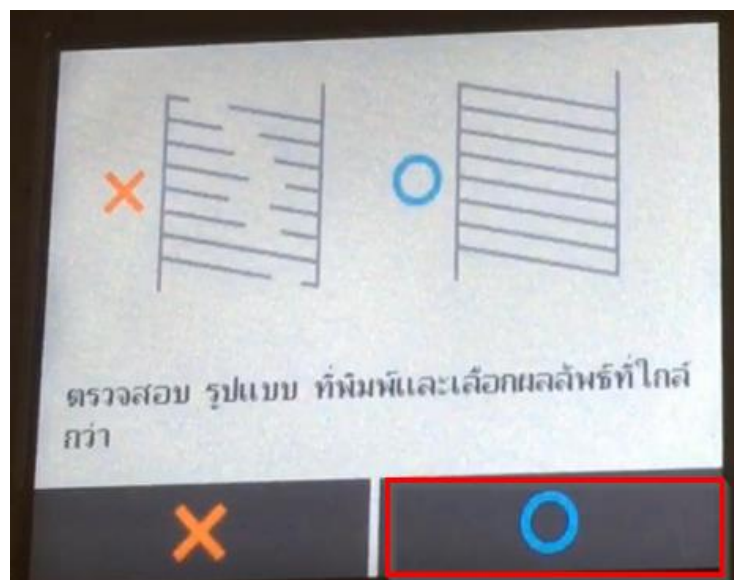 ตรวจสอบ รูปแบบ ที่พิมพ์และเลือกผลลัพธ์ที่ใกล้
กว่า